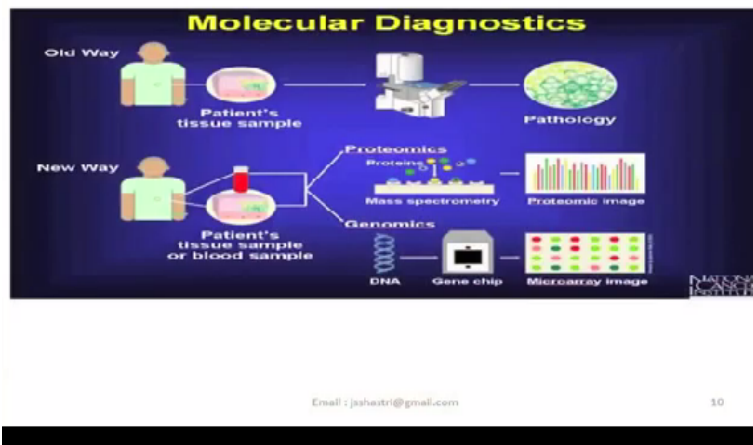 Molecular Diagnostics
Old Way
Patient's
tissue sample
Pathology
New Way
Patient's
tissue sample
or blood sample
Proteomics
Proteins
Mass spectrometry
Proteomic image
Genomics
DNA
Gene chip
Microarray image
NATIONAL
CANCER
INSTITUTE
Email : jsshastri@gmail.com
10